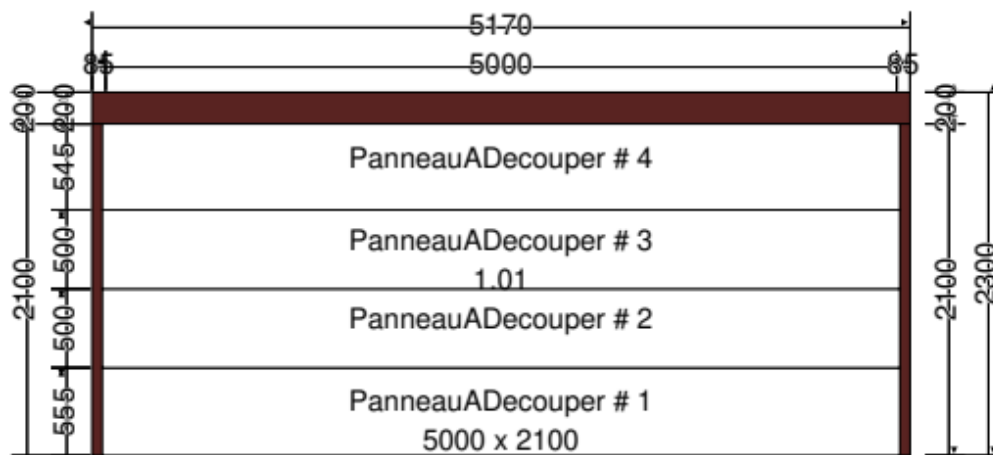 5170
85 5000 85
200 200 200
PanneauADecouper # 4
545
PanneauADecouper # 3
500
1.01
2100 2100 2300
PanneauADecouper # 2
500
PanneauADecouper # 1
555
5000 x 2100